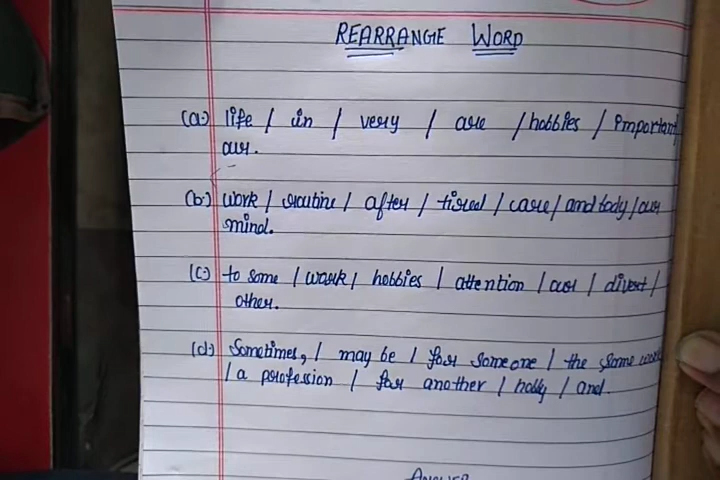 REARRANGE WORD
(a) life / in / very / are / hobbies / important
our.
(b) work / routine / after / tired / care / and body / our
mind.
(c) to some / work / hobbies / attention / our / divert /
other.
(d) Sometimes, / may be / for someone / the same work
/ a profession / for another / hobby / and.
ANSWER